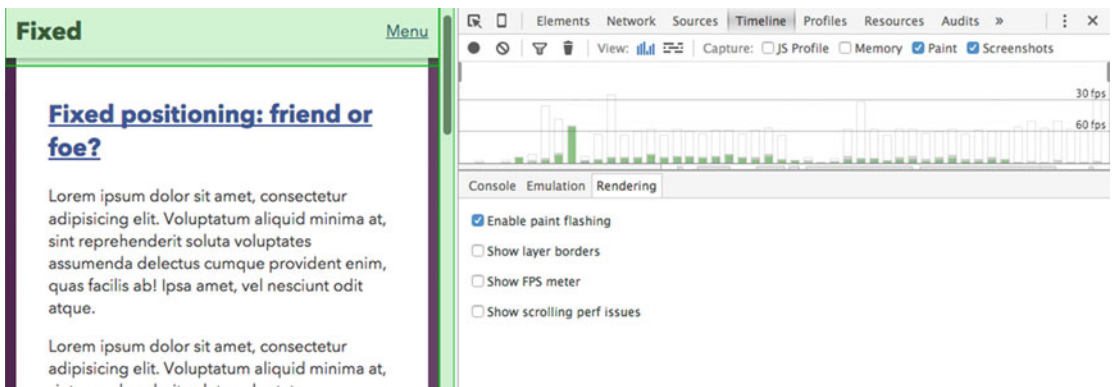 Fixed
Menu
Fixed positioning: friend or
foe?
Lorem ipsum dolor sit amet, consectetur
adipisicing elit. Voluptatum aliquid minima at,
sint reprehenderit soluta voluptates
assumenda delectus cumque provident enim,
quas facilis ab! Ipsa amet, vel nesciunt odit
atque.
Lorem ipsum dolor sit amet, consectetur
adipisicing elit. Voluptatum aliquid minima at,
Elements Network Sources Timeline Profiles Resources Audits »
View: Capture: JS Profile Memory Paint Screenshots
30 fps
60 fps
Console Emulation Rendering
Enable paint flashing
Show layer borders
Show FPS meter
Show scrolling perf issues